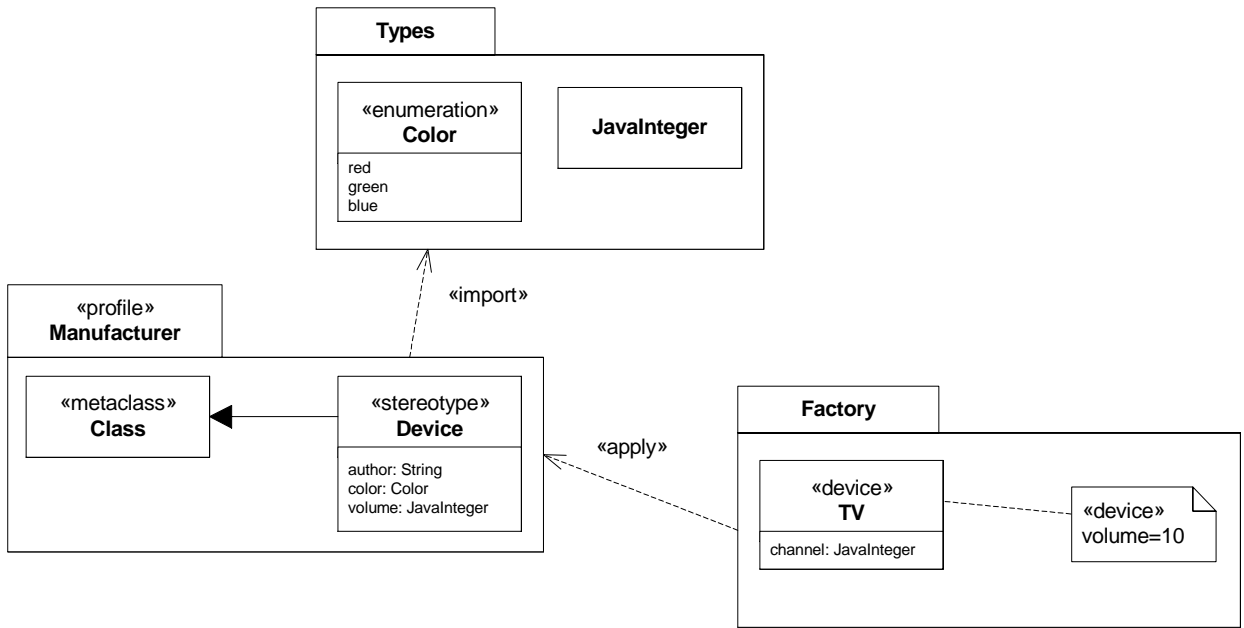 Types
«enumeration»
Color
red
green
blue
JavaInteger
«import»
«profile»
Manufacturer
«metaclass»
Class
«stereotype»
Device
author: String
color: Color
volume: JavaInteger
«apply»
Factory
«device»
TV
channel: JavaInteger
«device»
volume=10